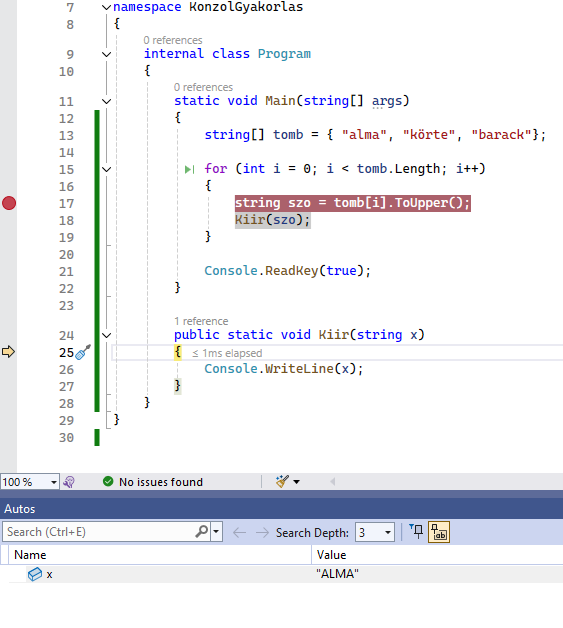 7 namespace KonzolGyakorlas
8 {
0 references
9 internal class Program
10 {
0 references
11 static void Main(string[] args)
12 {
13 string[] tomb = { "alma", "körte", "barack"};
14
15 for (int i = 0; i < tomb.Length; i++)
16 {
17 string szo = tomb[i].ToUpper();
18 Kiir(szo);
19 }
20
21 Console.ReadKey(true);
22 }
23
1 reference
24 public static void Kiir(string x)
25 { ≤ 1ms elapsed
26 Console.WriteLine(x);
27 }
28 }
29 }
30
100 % No issues found
Autos
Search (Ctrl+E) Search Depth: 3
Name Value
x "ALMA"